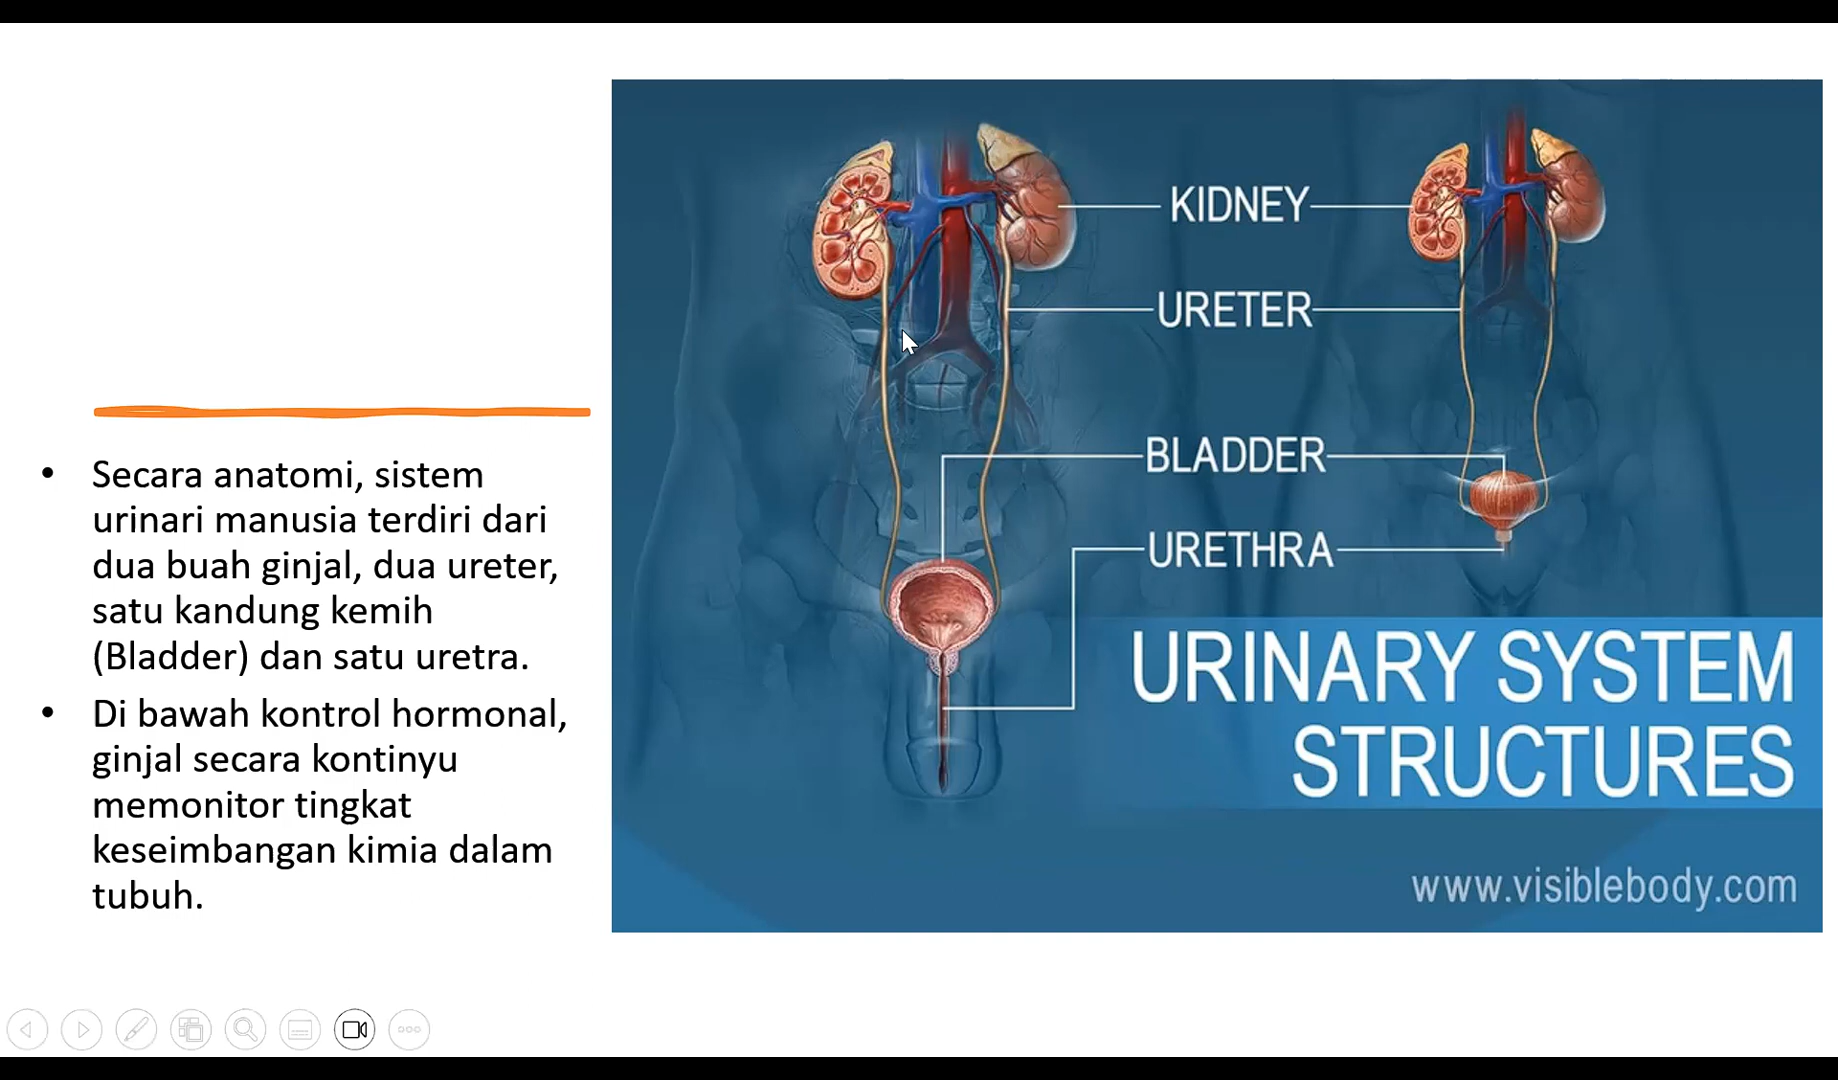 • Secara anatomi, sistem
urinari manusia terdiri dari
dua buah ginjal, dua ureter,
satu kandung kemih
(Bladder) dan satu uretra.
• Di bawah kontrol hormonal,
ginjal secara kontinyu
memonitor tingkat
keseimbangan kimia dalam
tubuh.
KIDNEY
URETER
BLADDER
URETHRA
URINARY SYSTEM
STRUCTURES
www.visiblebody.com